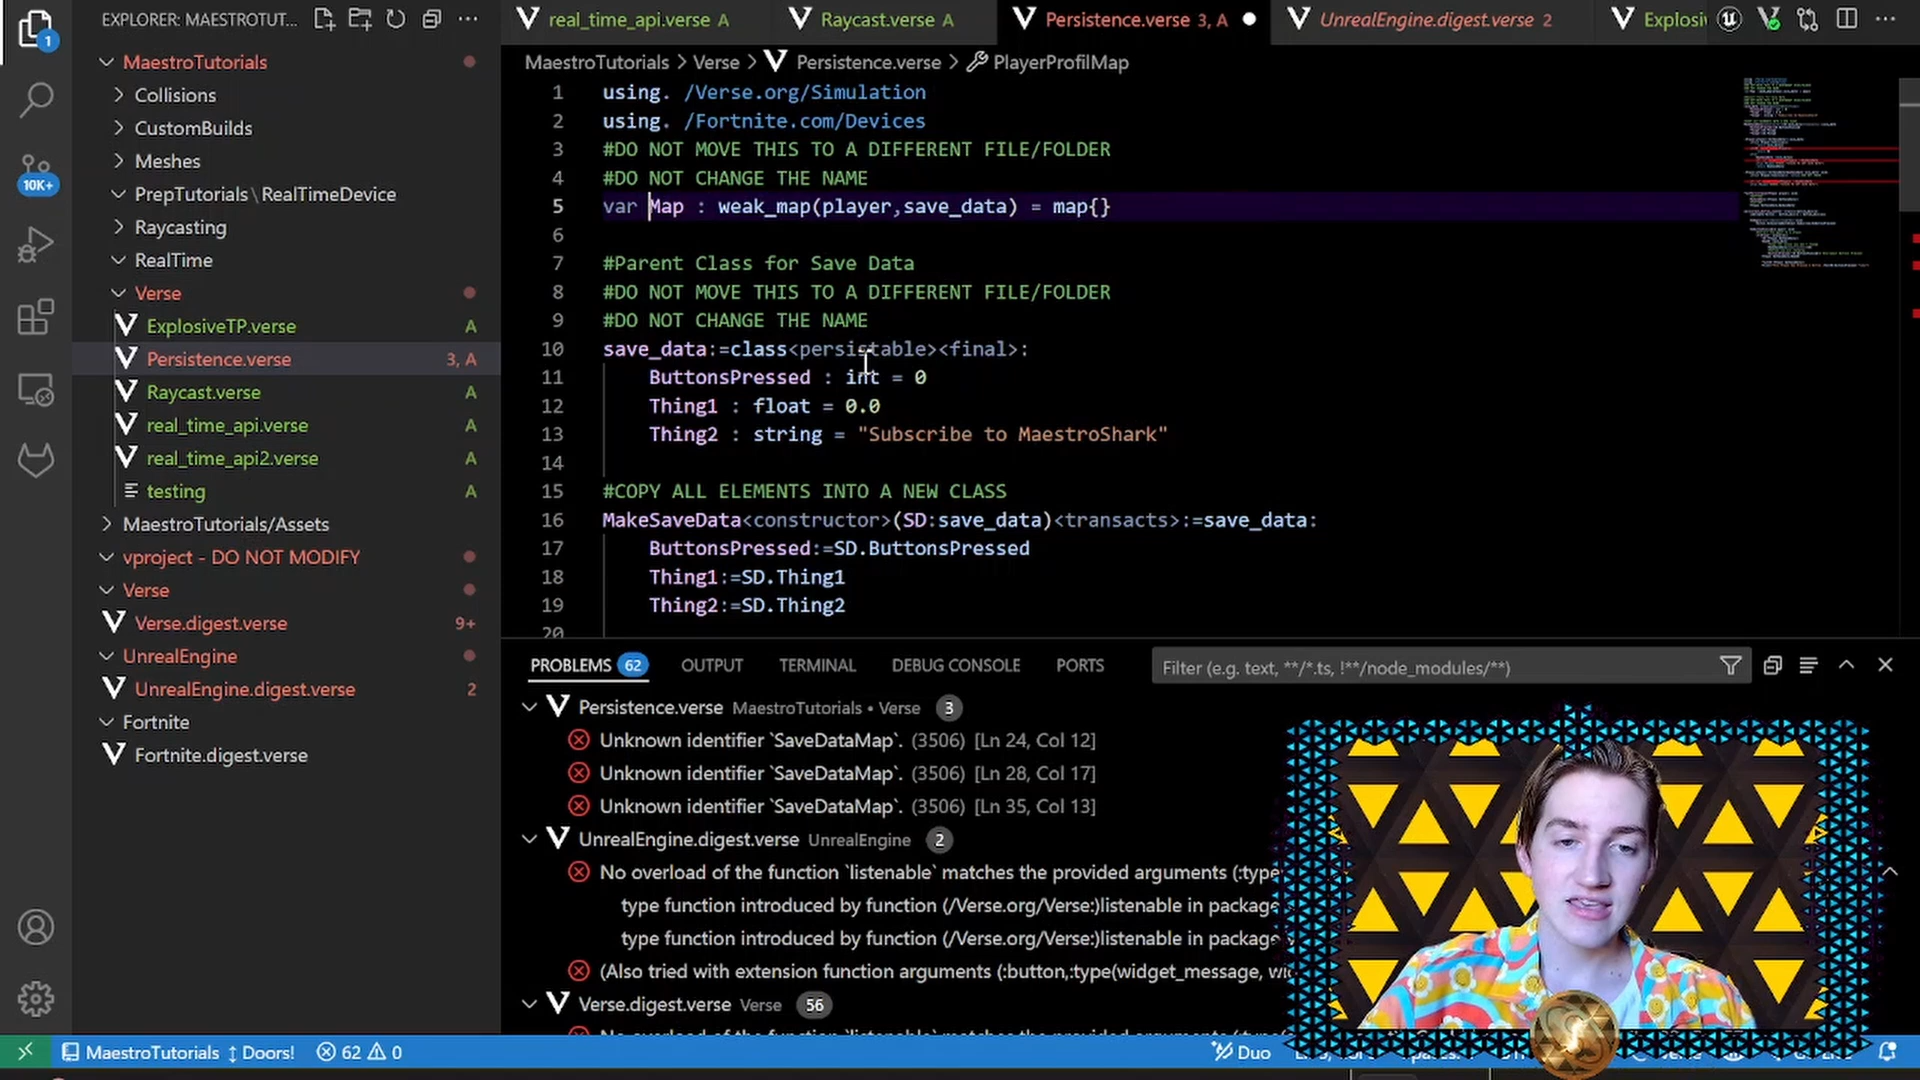 EXPLORER: MAESTROTUT...
real_time_api.verse A
Raycast.verse A
Persistence.verse 3, A
UnrealEngine.digest.verse 2
Explosiv
1
MaestroTutorials > Verse > Persistence.verse > PlayerProfilMap
MaestroTutorials
Collisions
CustomBuilds
Meshes
PrepTutorials\RealTimeDevice
Raycasting
RealTime
Verse
ExplosiveTP.verse A
Persistence.verse 3, A
Raycast.verse A
real_time_api.verse A
real_time_api2.verse A
testing A
MaestroTutorials/Assets
vproject - DO NOT MODIFY
Verse
Verse.digest.verse 9+
UnrealEngine
UnrealEngine.digest.verse 2
Fortnite
Fortnite.digest.verse
10K+
1 using. /Verse.org/Simulation
2 using. /Fortnite.com/Devices
3 #DO NOT MOVE THIS TO A DIFFERENT FILE/FOLDER
4 #DO NOT CHANGE THE NAME
5 var Map : weak_map(player,save_data) = map{}
6
7 #Parent Class for Save Data
8 #DO NOT MOVE THIS TO A DIFFERENT FILE/FOLDER
9 #DO NOT CHANGE THE NAME
10 save_data:=class<persistable><final>:
11 ButtonsPressed : int = 0
12 Thing1 : float = 0.0
13 Thing2 : string = "Subscribe to MaestroShark"
14
15 #COPY ALL ELEMENTS INTO A NEW CLASS
16 MakeSaveData<constructor>(SD:save_data)<transacts>:=save_data:
17 ButtonsPressed:=SD.ButtonsPressed
18 Thing1:=SD.Thing1
19 Thing2:=SD.Thing2
20
PROBLEMS 62 OUTPUT TERMINAL DEBUG CONSOLE PORTS Filter (e.g. text, **/*.ts, !**/node_modules/**)
Persistence.verse MaestroTutorials • Verse 3
Unknown identifier `SaveDataMap`. (3506) [Ln 24, Col 12]
Unknown identifier `SaveDataMap`. (3506) [Ln 28, Col 17]
Unknown identifier `SaveDataMap`. (3506) [Ln 35, Col 13]
UnrealEngine.digest.verse UnrealEngine 2
No overload of the function `listenable` matches the provided arguments (:type
type function introduced by function (/Verse.org/Verse:)listenable in package
type function introduced by function (/Verse.org/Verse:)listenable in package
(Also tried with extension function arguments (:button,:type(widget_message, wi
Verse.digest.verse Verse 56
MaestroTutorials Doors! 62 0 Duo